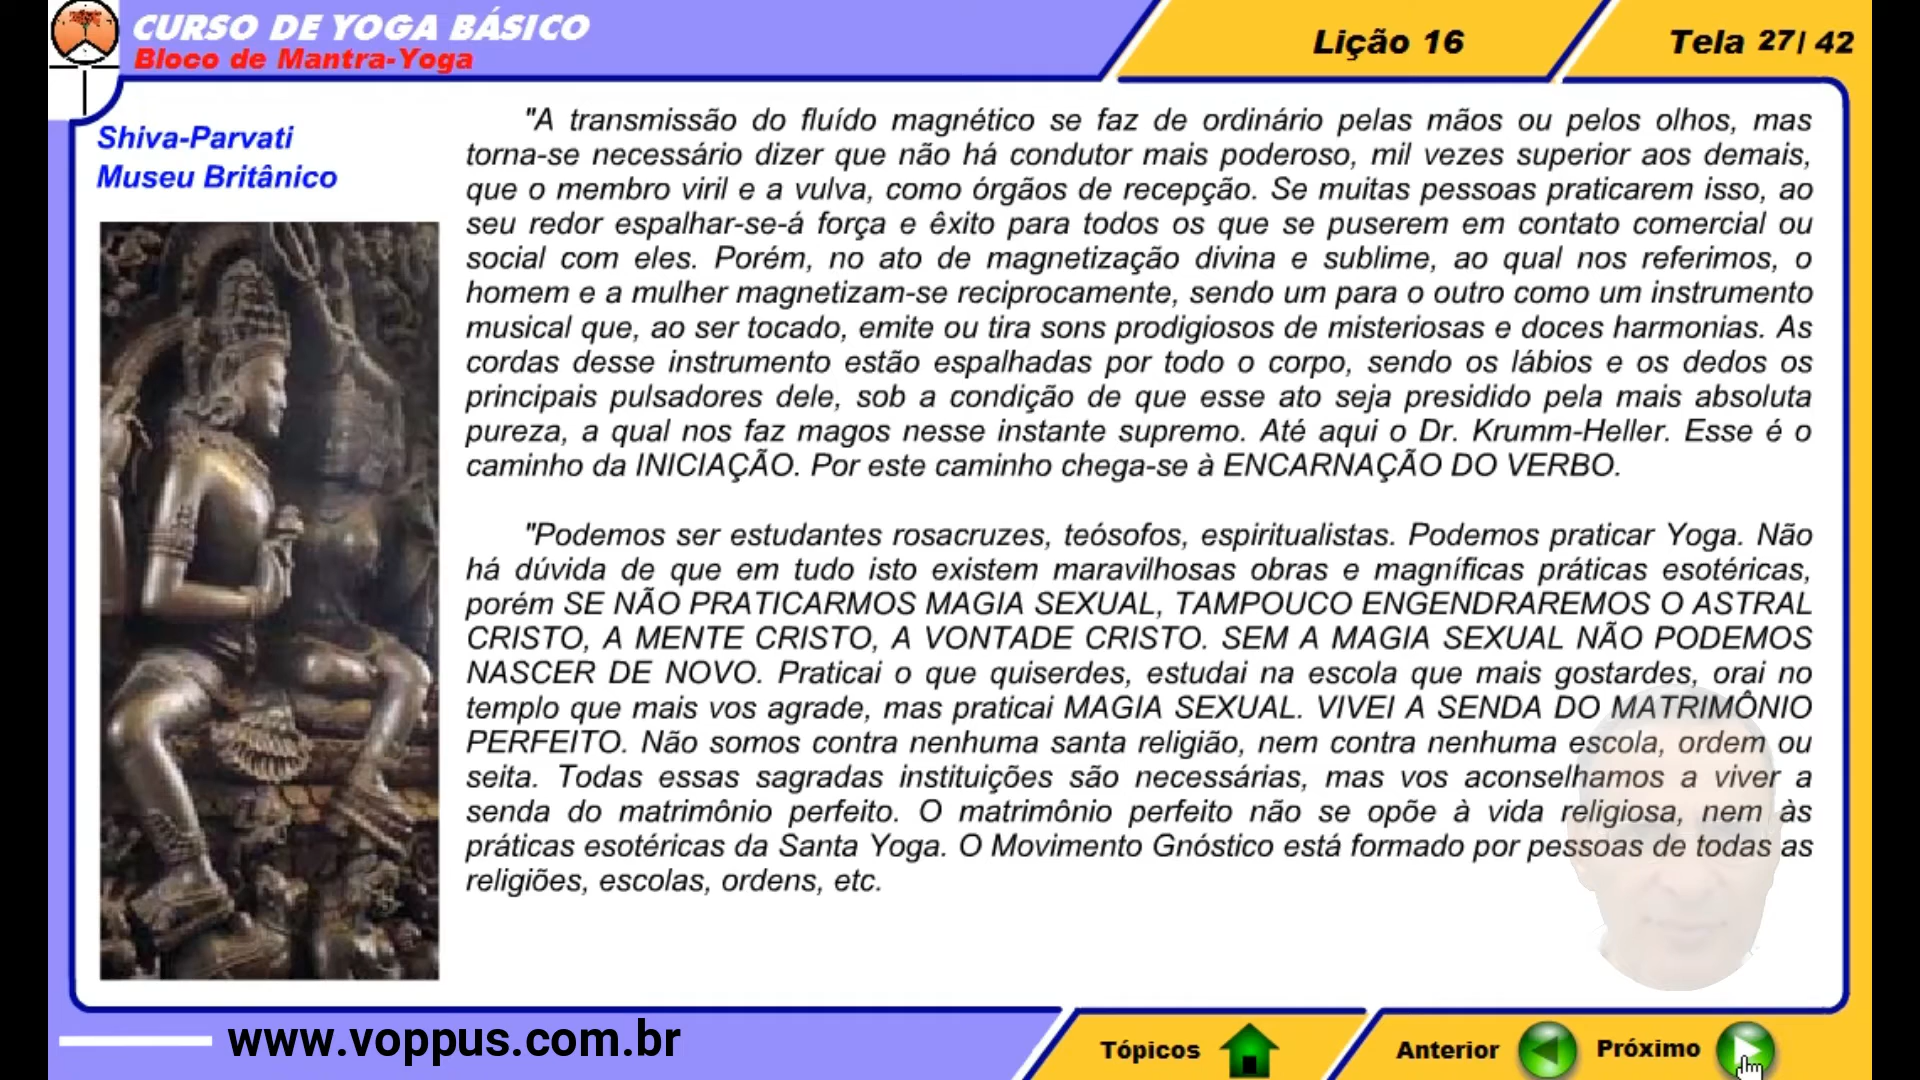 CURSO DE YOGA BÁSICO
Bloco de Mantra-Yoga
Lição 16
Tela 27/ 42
Shiva-Parvati
Museu Britânico
"A transmissão do fluído magnético se faz de ordinário pelas mãos ou pelos olhos, mas
torna-se necessário dizer que não há condutor mais poderoso, mil vezes superior aos demais,
que o membro viril e a vulva, como órgãos de recepção. Se muitas pessoas praticarem isso, ao
seu redor espalhar-se-á força e êxito para todos os que se puserem em contato comercial ou
social com eles. Porém, no ato de magnetização divina e sublime, ao qual nos referimos, o
homem e a mulher magnetizam-se reciprocamente, sendo um para o outro como um instrumento
musical que, ao ser tocado, emite ou tira sons prodigiosos de misteriosas e doces harmonias. As
cordas desse instrumento estão espalhadas por todo o corpo, sendo os lábios e os dedos os
principais pulsadores dele, sob a condição de que esse ato seja presidido pela mais absoluta
pureza, a qual nos faz magos nesse instante supremo. Até aqui o Dr. Krumm-Heller. Esse é o
caminho da INICIAÇÃO. Por este caminho chega-se à ENCARNAÇÃO DO VERBO.
"Podemos ser estudantes rosacruzes, teósofos, espiritualistas. Podemos praticar Yoga. Não
há dúvida de que em tudo isto existem maravilhosas obras e magníficas práticas esotéricas,
porém SE NÃO PRATICARMOS MAGIA SEXUAL, TAMPOUCO ENGENDRAREMOS O ASTRAL
CRISTO, A MENTE CRISTO, A VONTADE CRISTO. SEM A MAGIA SEXUAL NÃO PODEMOS
NASCER DE NOVO. Praticai o que quiserdes, estudai na escola que mais gostardes, orai no
templo que mais vos agrade, mas praticai MAGIA SEXUAL. VIVEI A SENDA DO MATRIMÔNIO
PERFEITO. Não somos contra nenhuma santa religião, nem contra nenhuma escola, ordem ou
seita. Todas essas sagradas instituições são necessárias, mas vos aconselhamos a viver a
senda do matrimônio perfeito. O matrimônio perfeito não se opõe à vida religiosa, nem às
práticas esotéricas da Santa Yoga. O Movimento Gnóstico está formado por pessoas de todas as
religiões, escolas, ordens, etc.
www.voppus.com.br
Tópicos
Anterior
Próximo